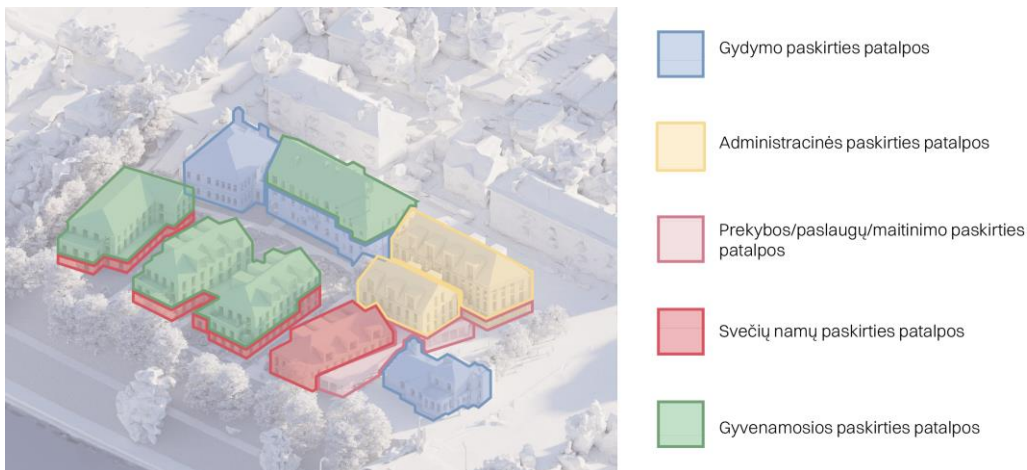 Gydymo paskirties patalpos
Administracinės paskirties patalpos
Prekybos/paslaugų/maitinimo paskirties
patalpos
Svečių namų paskirties patalpos
Gyvenamosios paskirties patalpos